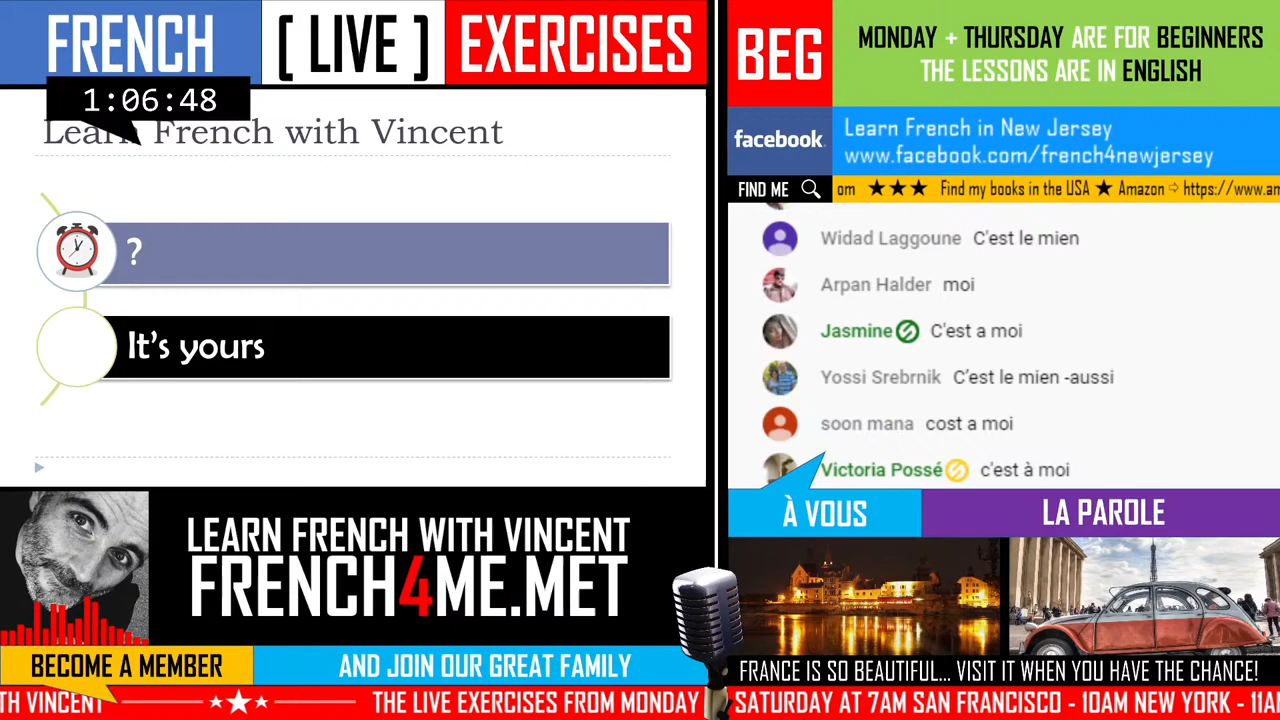 FRENCH
[ LIVE ]
EXERCISES
1:06:48
Learn French with Vincent
?
It's yours
LEARN FRENCH WITH VINCENT
FRENCH4ME.MET
BECOME A MEMBER
AND JOIN OUR GREAT FAMILY
BEG
MONDAY + THURSDAY ARE FOR BEGINNERS
THE LESSONS ARE IN ENGLISH
facebook.
Learn French in New Jersey
www.facebook.com/french4newjersey
FIND ME
om ★★★ Find my books in the USA ★ Amazon ⇨ https://www.am
Widad Laggoune C'est le mien
Arpan Halder moi
Jasmine C'est a moi
Yossi Srebrnik C'est le mien -aussi
soon mana cost a moi
Victoria Possé c'est à moi
À VOUS
LA PAROLE
FRANCE IS SO BEAUTIFUL... VISIT IT WHEN YOU HAVE THE CHANCE!
TH VINCENT ★ THE LIVE EXERCISES FROM MONDAY SATURDAY AT 7AM SAN FRANCISCO - 10AM NEW YORK - 11A